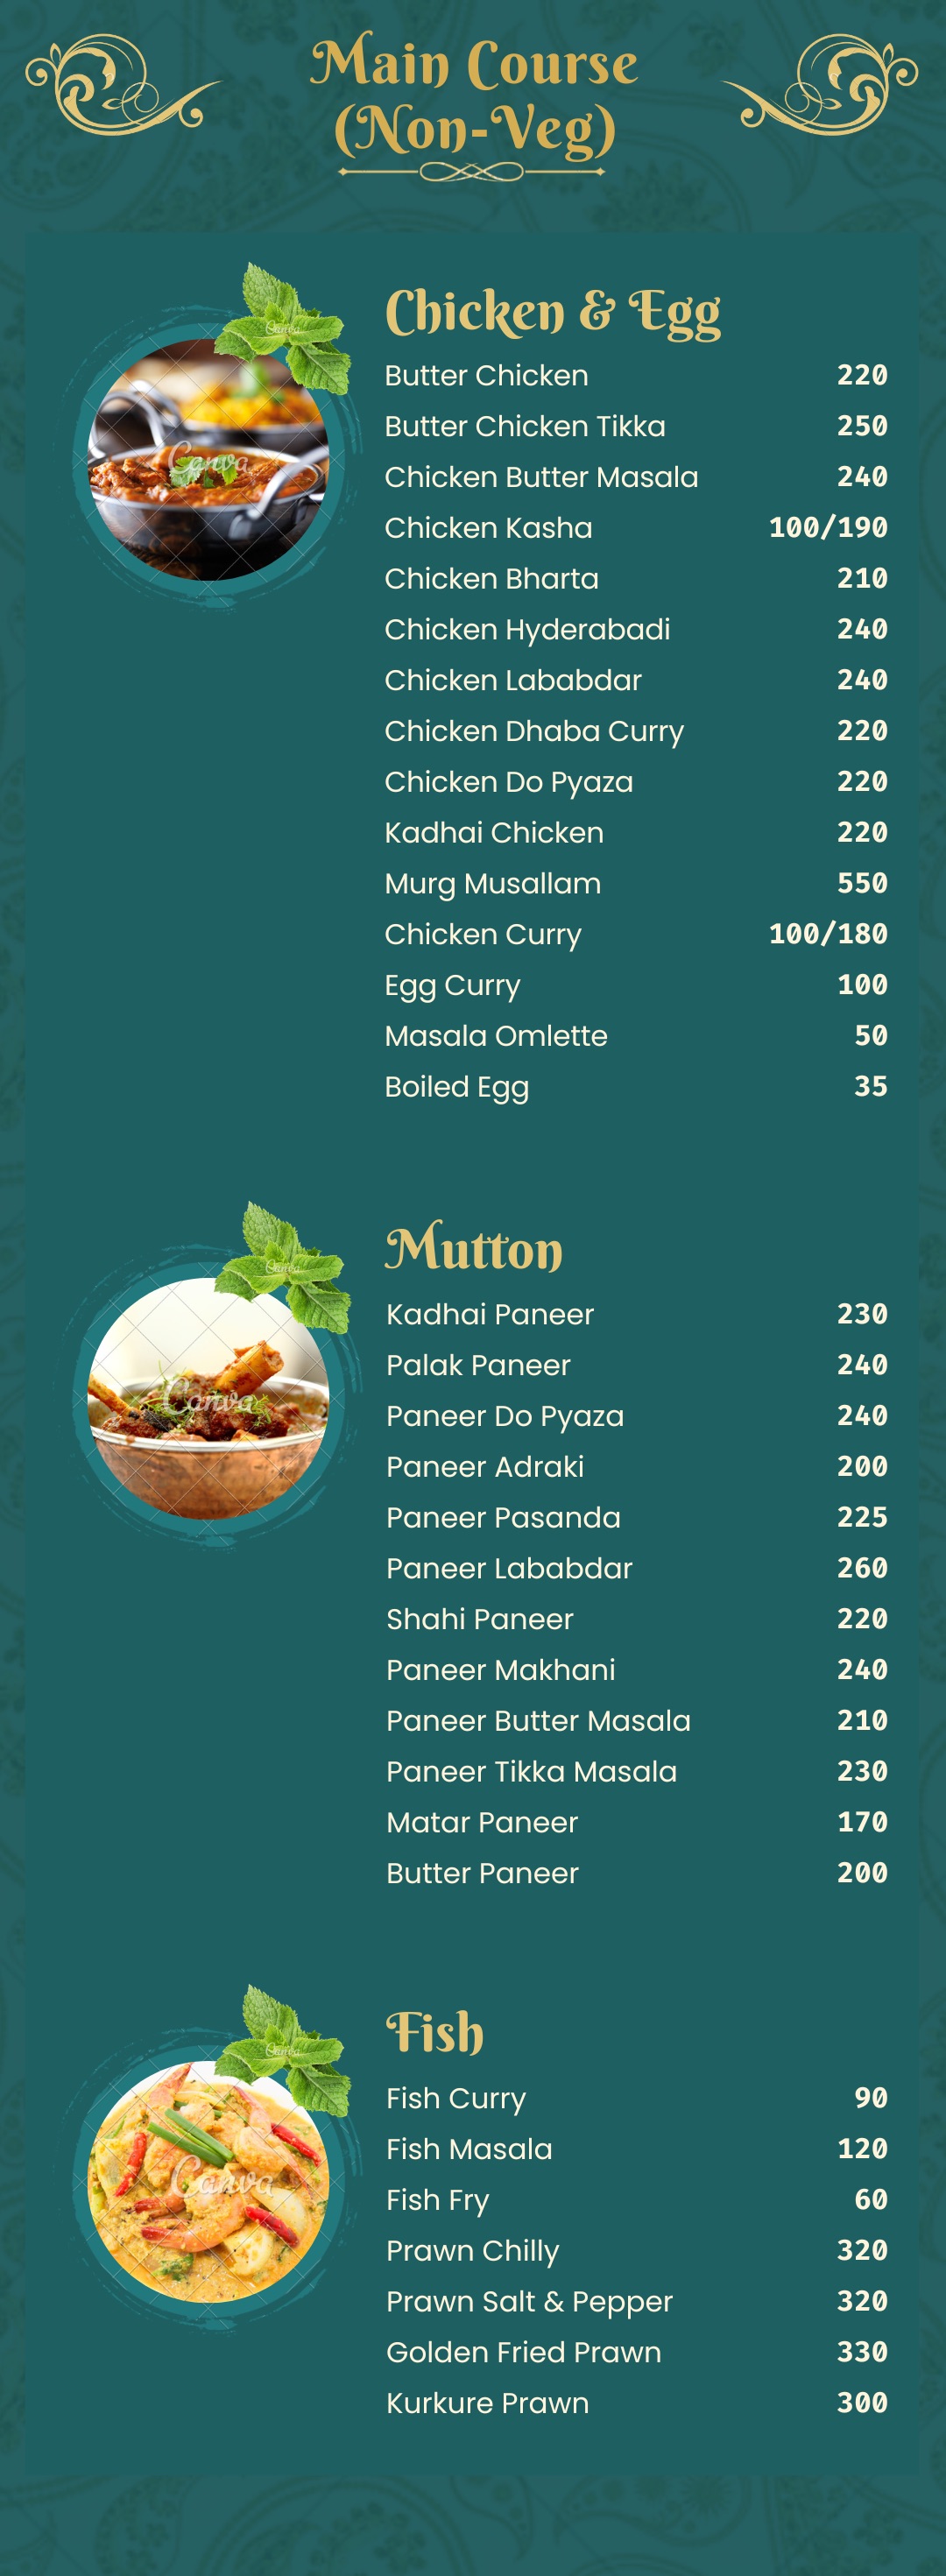 Main Course
(Non-Veg)
Chicken & Egg
Butter Chicken 220
Butter Chicken Tikka 250
Chicken Butter Masala 240
Chicken Kasha 100/190
Chicken Bharta 210
Chicken Hyderabadi 240
Chicken Lababdar 240
Chicken Dhaba Curry 220
Chicken Do Pyaza 220
Kadhai Chicken 220
Murg Musallam 550
Chicken Curry 100/180
Egg Curry 100
Masala Omlette 50
Boiled Egg 35
Canva
Canva
Mutton
Kadhai Paneer 230
Palak Paneer 240
Paneer Do Pyaza 240
Paneer Adraki 200
Paneer Pasanda 225
Paneer Lababdar 260
Shahi Paneer 220
Paneer Makhani 240
Paneer Butter Masala 210
Paneer Tikka Masala 230
Matar Paneer 170
Butter Paneer 200
Canva
Canva
Fish
Fish Curry 90
Fish Masala 120
Fish Fry 60
Prawn Chilly 320
Prawn Salt & Pepper 320
Golden Fried Prawn 330
Kurkure Prawn 300
Canva
Canva